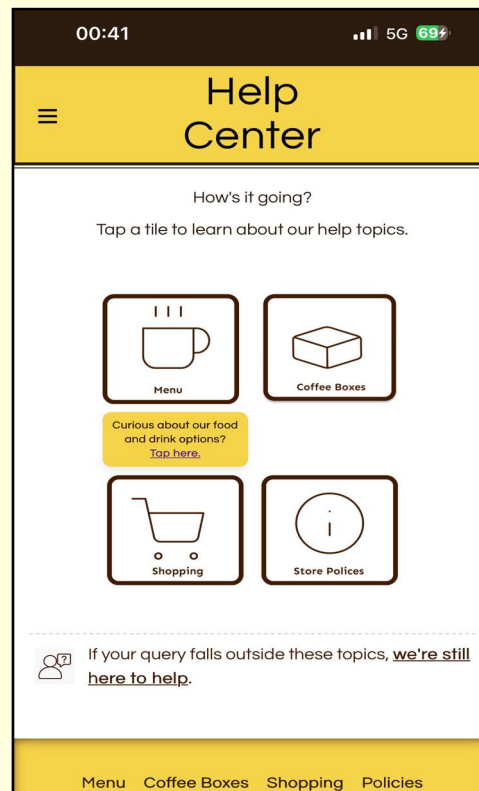 00:41
5G 69
Help
Center
How's it going?
Tap a tile to learn about our help topics.
Menu
Coffee Boxes
Curious about our food
and drink options?
Tap here.
Shopping
Store Polices
?
If your query falls outside these topics, we're still
here to help.
Menu Coffee Boxes Shopping Policies